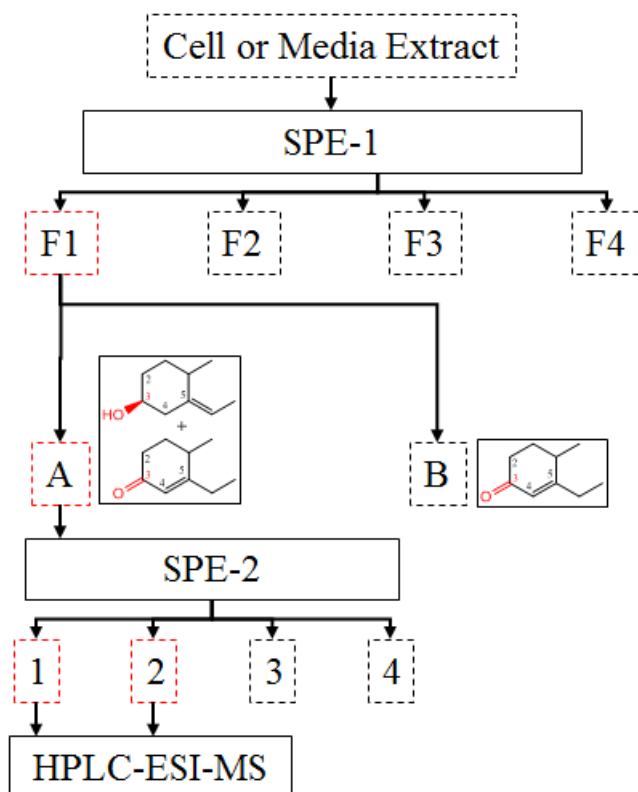 Cell or Media Extract
SPE-1
F1 F2 F3 F4
2
3 4 5
HO
+
2
3 4 5
O
A
B
2
3 4 5
O
SPE-2
1 2 3 4
HPLC-ESI-MS